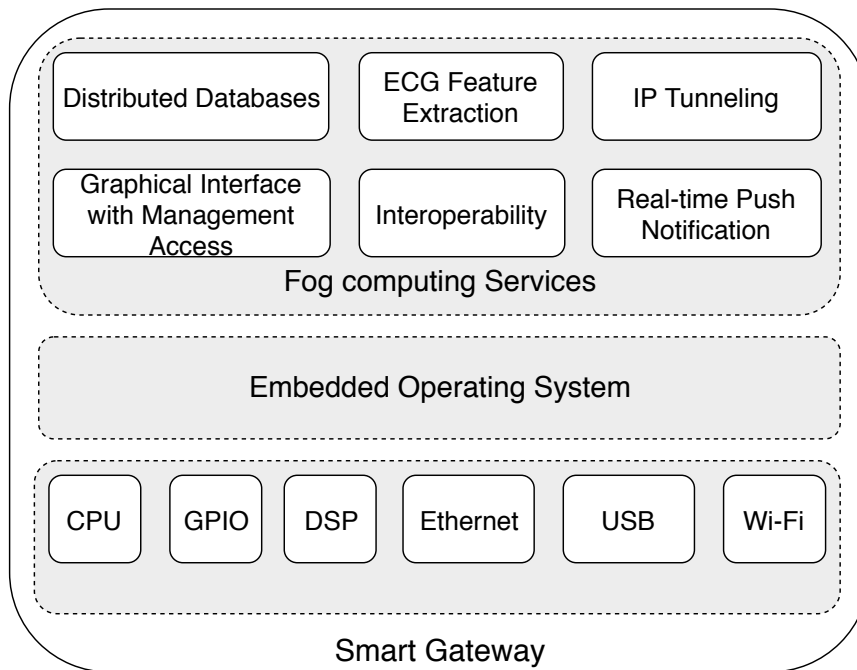 Distributed Databases
ECG Feature
Extraction
IP Tunneling
Graphical Interface
with Management
Access
Interoperability
Real-time Push
Notification
Fog computing Services
Embedded Operating System
CPU
GPIO
DSP
Ethernet
USB
Wi-Fi
Smart Gateway